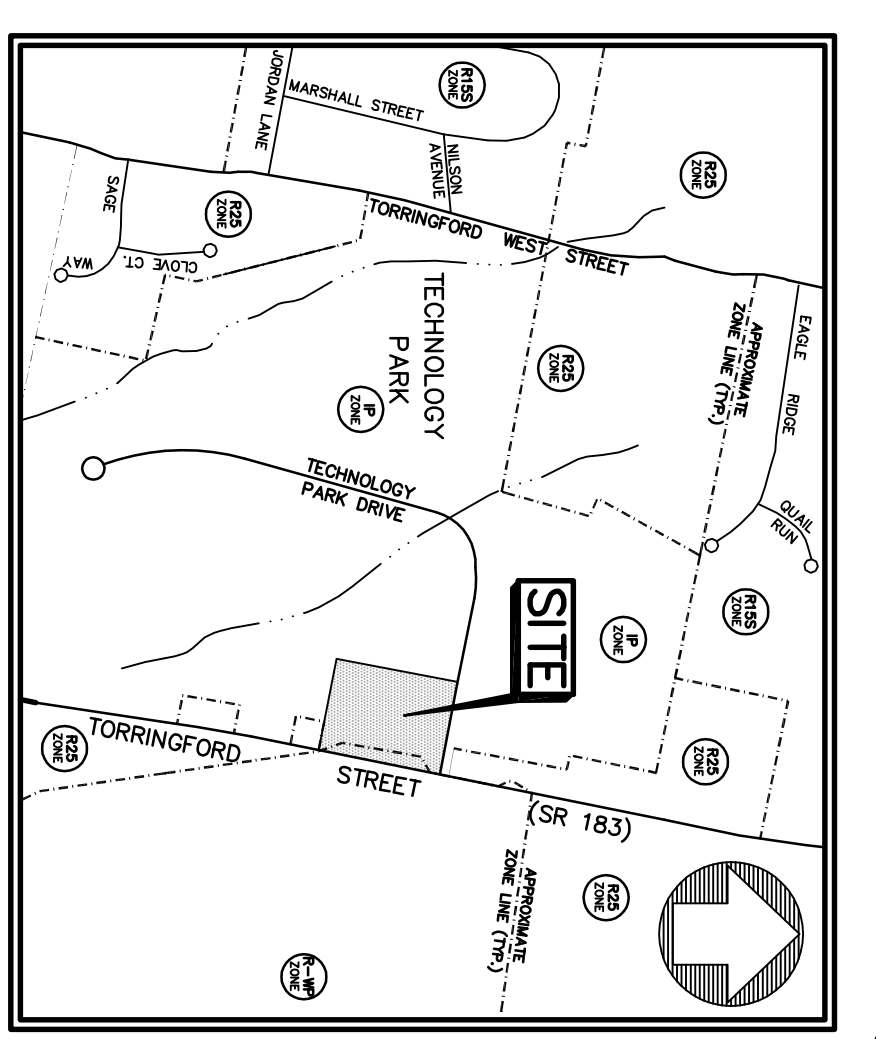 JORDAN LANE
MARSHALL STREET
R15S
ZONE
NILSON
AVENUE
R25
ZONE
SAGE
WAY
CLOVE CT.
R25
ZONE
TORRINGFORD WEST STREET
TECHNOLOGY
PARK
IP
ZONE
R25
ZONE
APPROXIMATE
ZONE LINE (TYP.)
EAGLE RIDGE
QUAIL
RUN
TECHNOLOGY
PARK DRIVE
SITE
IP
ZONE
R15S
ZONE
R25
ZONE
R25
ZONE
TORRINGFORD STREET (SR 183)
APPROXIMATE
ZONE LINE (TYP.)
R25
ZONE
R-WP
ZONE